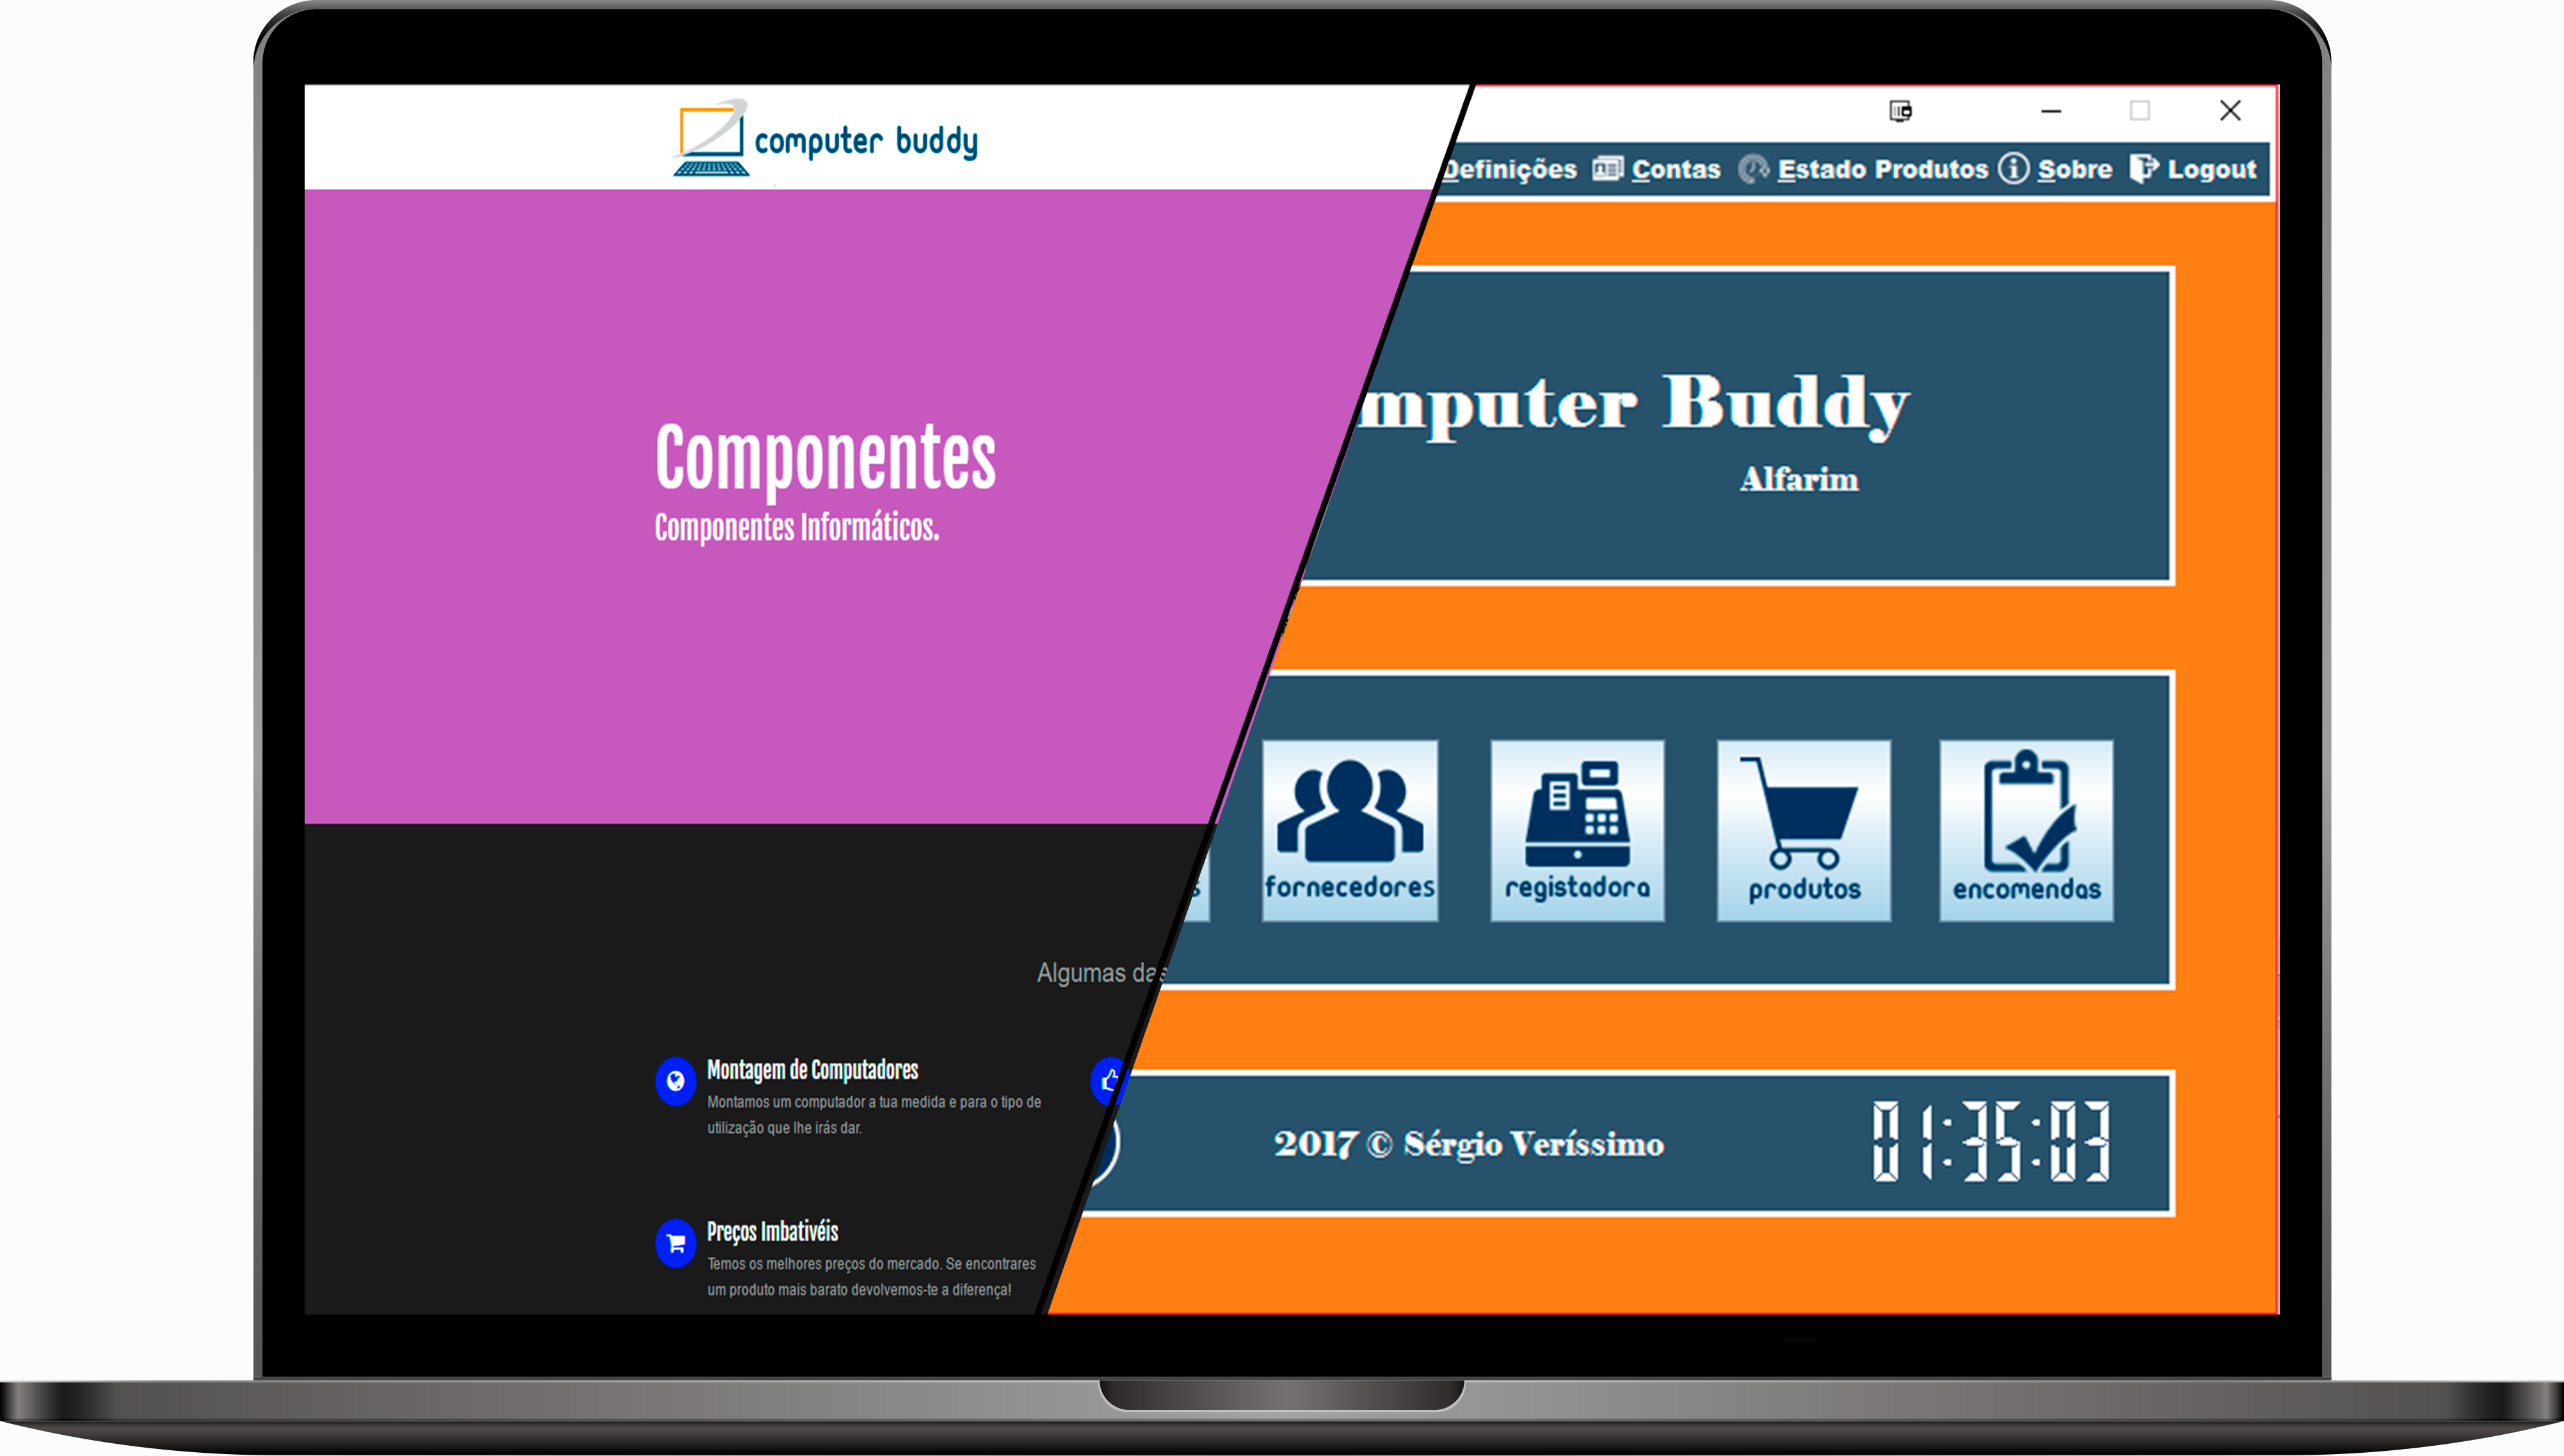 computer buddy
Componentes
Componentes Informáticos.
Algumas das
Montagem de Computadores
Montamos um computador a tua medida e para o tipo de
utilização que lhe irás dar.
Preços Imbativéis
Temos os melhores preços do mercado. Se encontrares
um produto mais barato devolvemos-te a diferença!
Definições Contas Estado Produtos Sobre Logout
mputer Buddy
Alfarim
s fornecedores registadora produtos encomendas
2017 © Sérgio Veríssimo 01:35:03